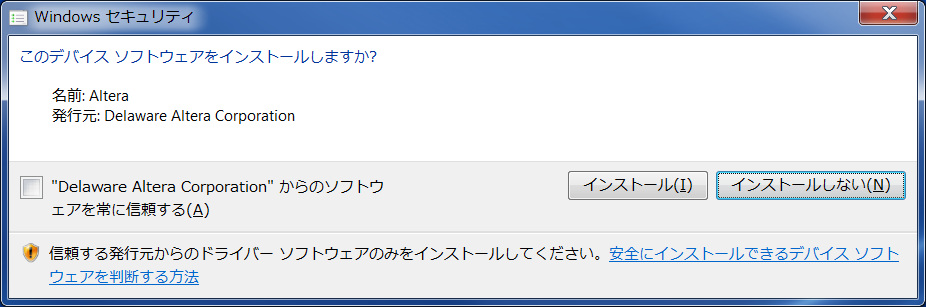 Windows セキュリティ
このデバイス ソフトウェアをインストールしますか?
名前: Altera
発行元: Delaware Altera Corporation
"Delaware Altera Corporation" からのソフトウ
ェアを常に信頼する(A)
インストール(I)
インストールしない(N)
信頼する発行元からのドライバー ソフトウェアのみをインストールしてください。安全にインストールできるデバイス ソフト
ウェアを判断する方法